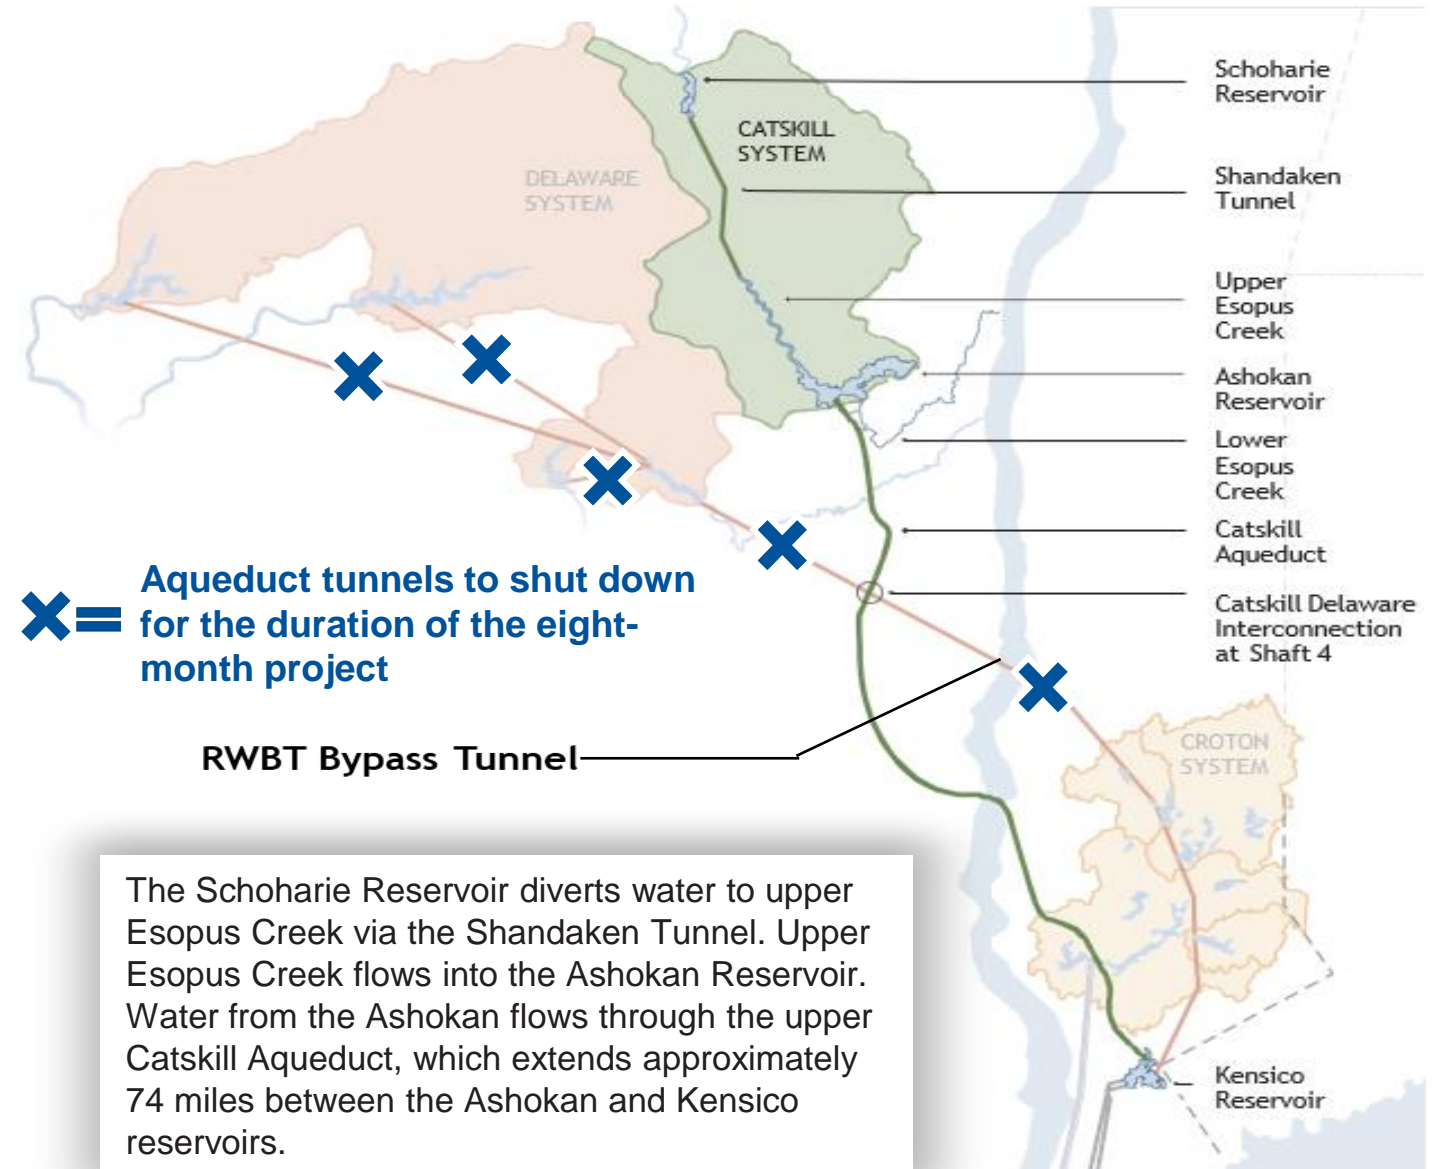 Schoharie
Reservoir
CATSKILL
SYSTEM
DELAWARE
SYSTEM
Shandaken
Tunnel
Upper
Esopus
Creek
Ashokan
Reservoir
Lower
Esopus
Creek
Catskill
Aqueduct
Catskill Delaware
Interconnection
at Shaft 4
= Aqueduct tunnels to shut down
for the duration of the eight-
month project
RWBT Bypass Tunnel
CROTON
SYSTEM
The Schoharie Reservoir diverts water to upper
Esopus Creek via the Shandaken Tunnel. Upper
Esopus Creek flows into the Ashokan Reservoir.
Water from the Ashokan flows through the upper
Catskill Aqueduct, which extends approximately
74 miles between the Ashokan and Kensico
reservoirs.
Kensico
Reservoir